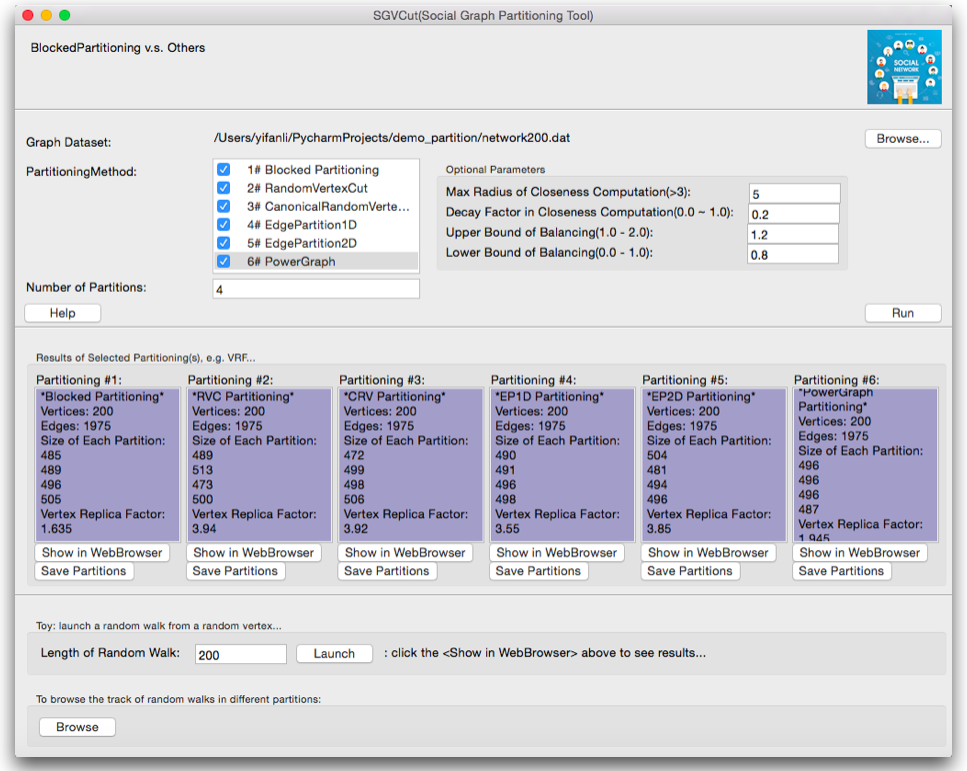 SGVCut(Social Graph Partitioning Tool)
BlockedPartitioning v.s. Others
SOCIAL
NETWORK
Graph Dataset:
/Users/yifanli/PycharmProjects/demo_partition/network200.dat
Browse...
PartitioningMethod:
1# Blocked Partitioning
2# RandomVertexCut
3# CanonicalRandomVerte...
4# EdgePartition1D
5# EdgePartition2D
6# PowerGraph
Optional Parameters
Max Radius of Closeness Computation(>3):
5
Decay Factor in Closeness Computation(0.0 ~ 1.0):
0.2
Upper Bound of Balancing(1.0 - 2.0):
1.2
Lower Bound of Balancing(0.0 - 1.0):
0.8
Number of Partitions:
4
Help
Run
Results of Selected Partitioning(s), e.g. VRF...
Partitioning #1:
*Blocked Partitioning*
Vertices: 200
Edges: 1975
Size of Each Partition:
485
489
496
505
Vertex Replica Factor:
1.635
Show in WebBrowser
Save Partitions
Partitioning #2:
*RVC Partitioning*
Vertices: 200
Edges: 1975
Size of Each Partition:
489
513
473
500
Vertex Replica Factor:
3.94
Show in WebBrowser
Save Partitions
Partitioning #3:
*CRV Partitioning*
Vertices: 200
Edges: 1975
Size of Each Partition:
472
499
498
506
Vertex Replica Factor:
3.92
Show in WebBrowser
Save Partitions
Partitioning #4:
*EP1D Partitioning*
Vertices: 200
Edges: 1975
Size of Each Partition:
490
491
496
498
Vertex Replica Factor:
3.55
Show in WebBrowser
Save Partitions
Partitioning #5:
*EP2D Partitioning*
Vertices: 200
Edges: 1975
Size of Each Partition:
504
481
494
496
Vertex Replica Factor:
3.85
Show in WebBrowser
Save Partitions
Partitioning #6:
*PowerGraph
Partitioning*
Vertices: 200
Edges: 1975
Size of Each Partition:
496
496
496
487
Vertex Replica Factor:
1.945
Show in WebBrowser
Save Partitions
Toy: launch a random walk from a random vertex...
Length of Random Walk:
200
Launch
: click the <Show in WebBrowser> above to see results...
To browse the track of random walks in different partitions:
Browse